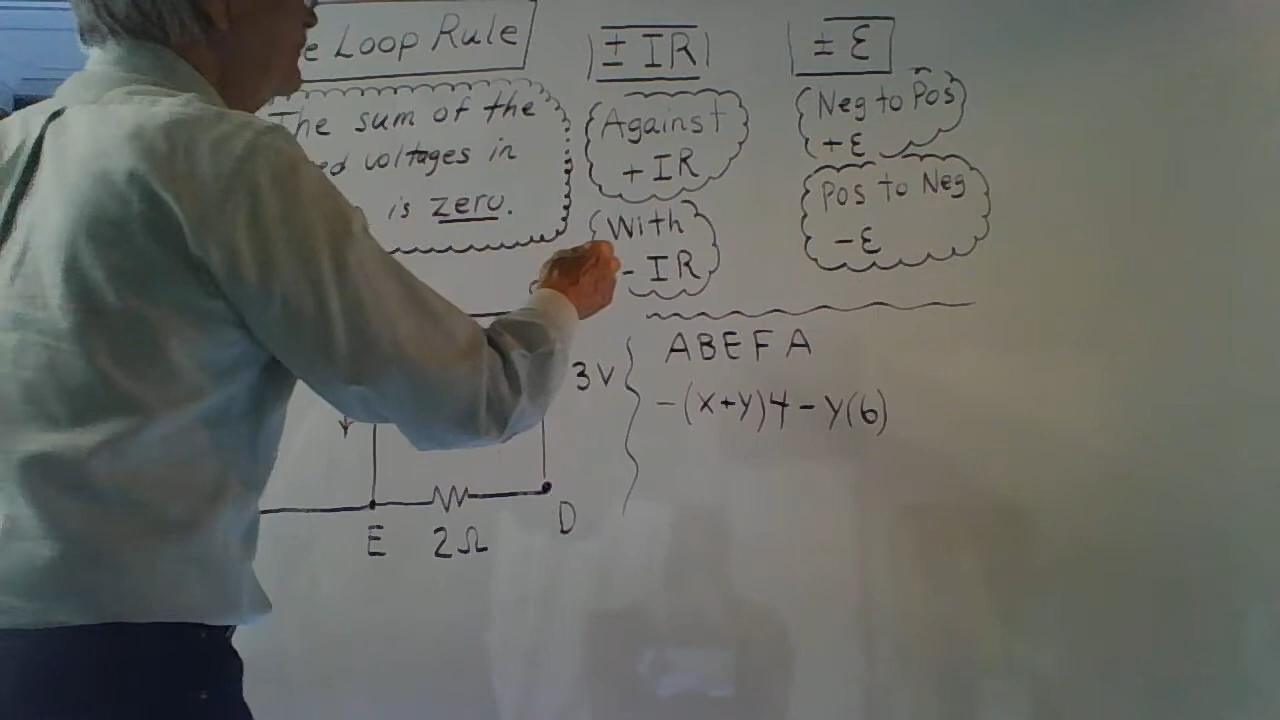 Loop Rule
The sum of the
voltages in
is zero.
± IR
Against
+ IR
With
- IR
± ℰ
Neg to Pos
+ ℰ
Pos to Neg
- ℰ
3V
E
2Ω
D
A B E F A
-(x+y)4 - y(6)